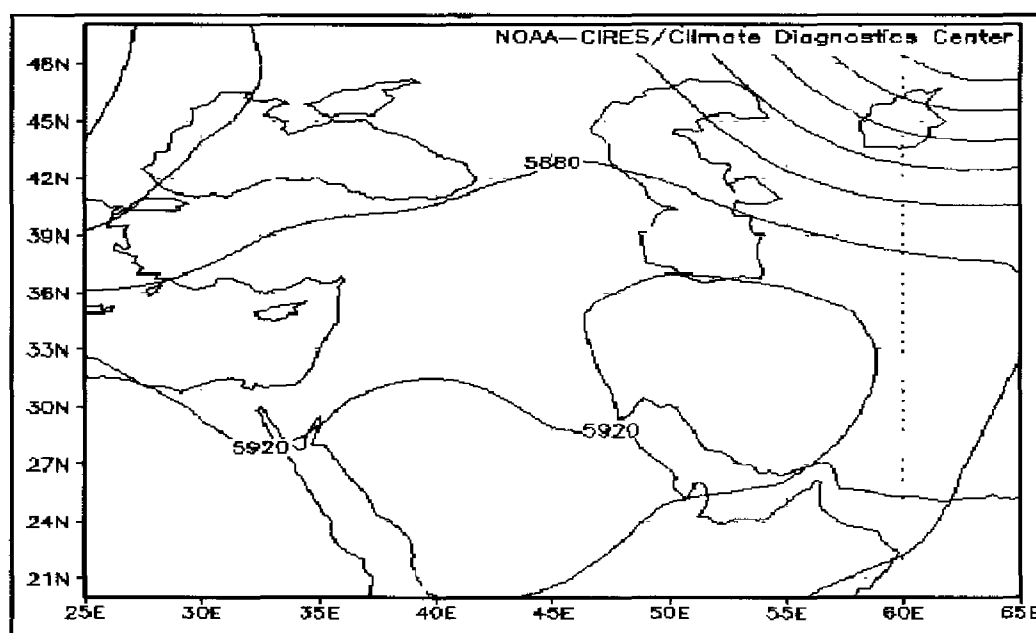 NOAA-CIRES/Climate Diagnostics Center
48N
45N
5880
42N
39N
36N
33N
30N
5920
5920
27N
24N
21N
25E 30E 35E 40E 45E 50E 55E 60E 65E